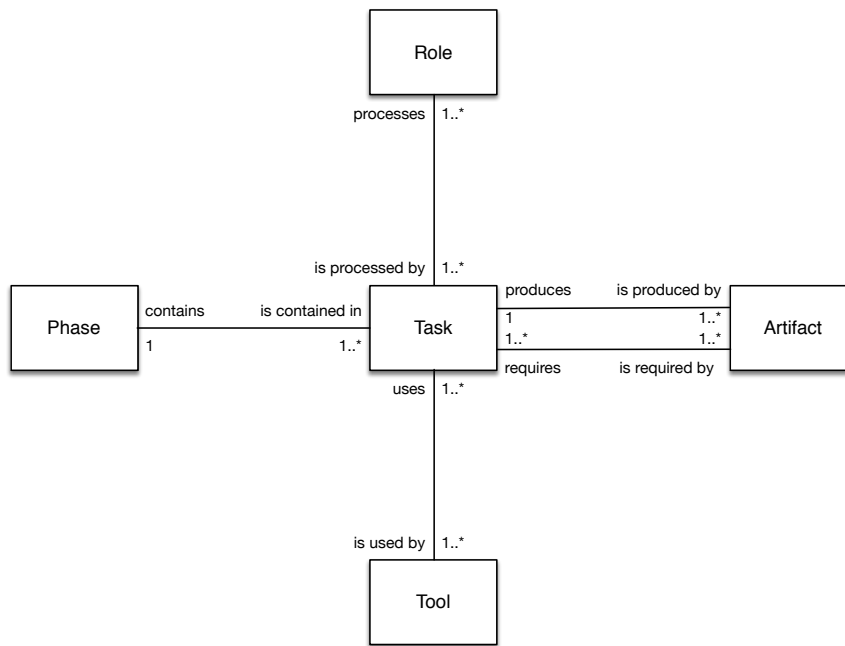 Role
processes 1..*
is processed by 1..*
contains is contained in
1 1..*
Phase
Task
produces is produced by
1 1..*
1..* 1..*
requires is required by
Artifact
uses 1..*
is used by 1..*
Tool